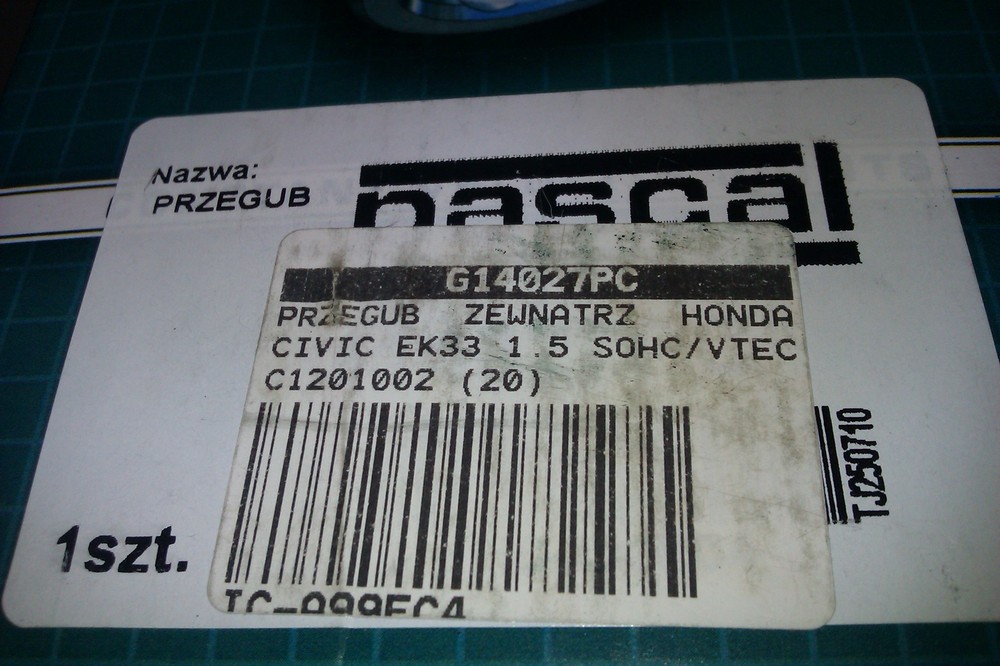 Nazwa:
PRZEGUB
pascal
G14027PC
PRZEGUB ZEWNATRZ HONDA
CIVIC EK33 1.5 SOHC/VTEC
C1201002 (20)
TJ250710
1szt.